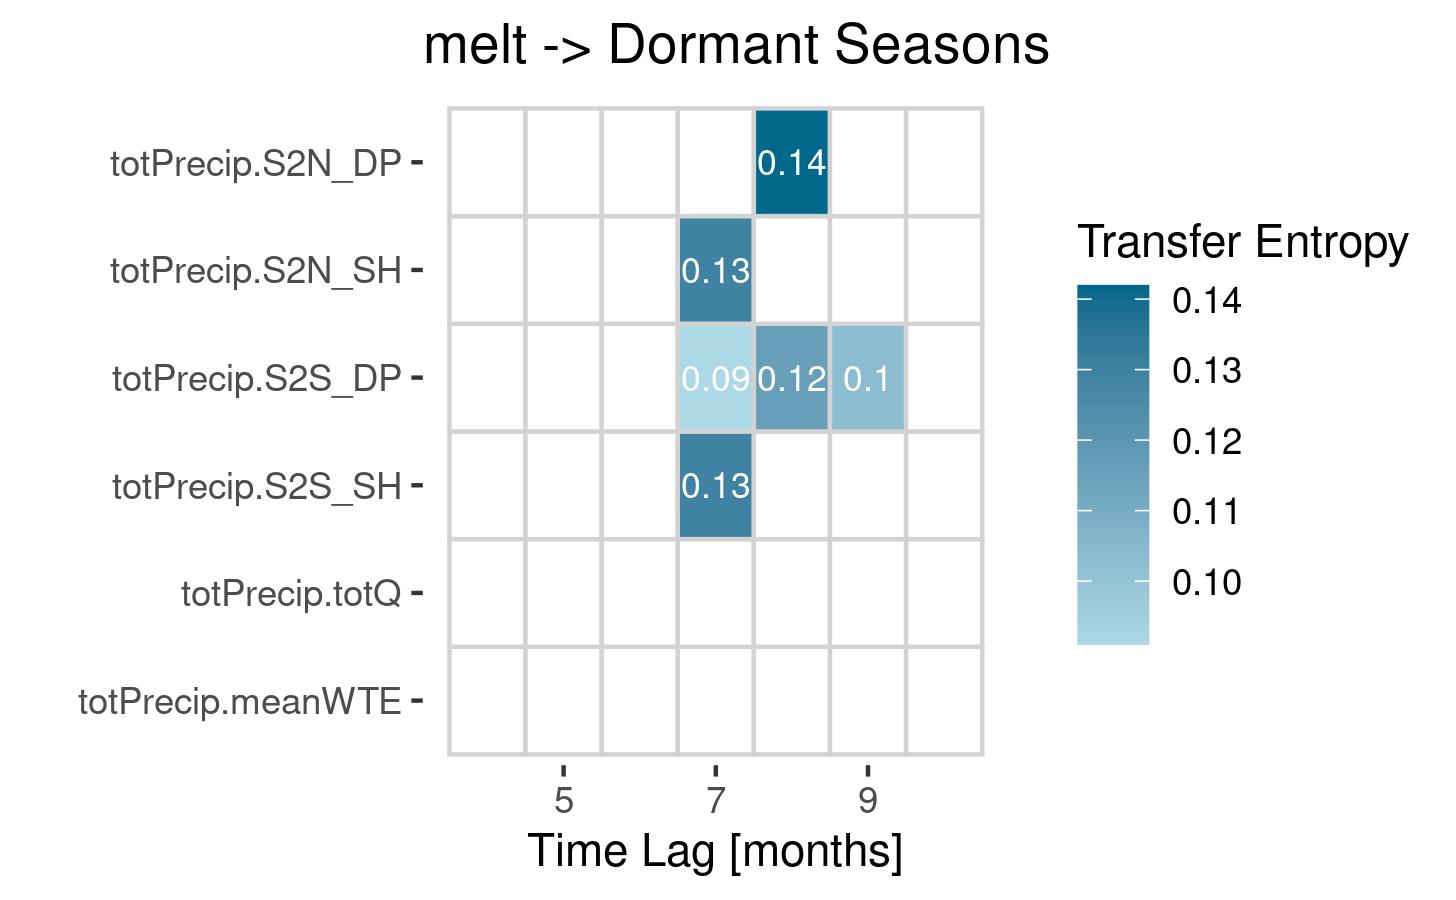 melt -> Dormant Seasons
totPrecip.S2N_DP
0.14
totPrecip.S2N_SH
0.13
totPrecip.S2S_DP
0.09 0.12 0.1
totPrecip.S2S_SH
0.13
totPrecip.totQ
totPrecip.meanWTE
5 7 9
Time Lag [months]
Transfer Entropy
0.14
0.13
0.12
0.11
0.10